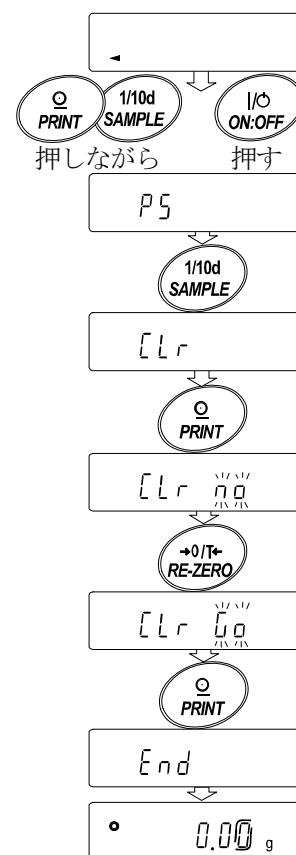 PRINT
1/10d
SAMPLE
I/⏻
ON:OFF
押しながら 押す
PS
1/10d
SAMPLE
CLr
PRINT
CLr no
→0/T←
RE-ZERO
CLr Go
PRINT
End
0.00 g